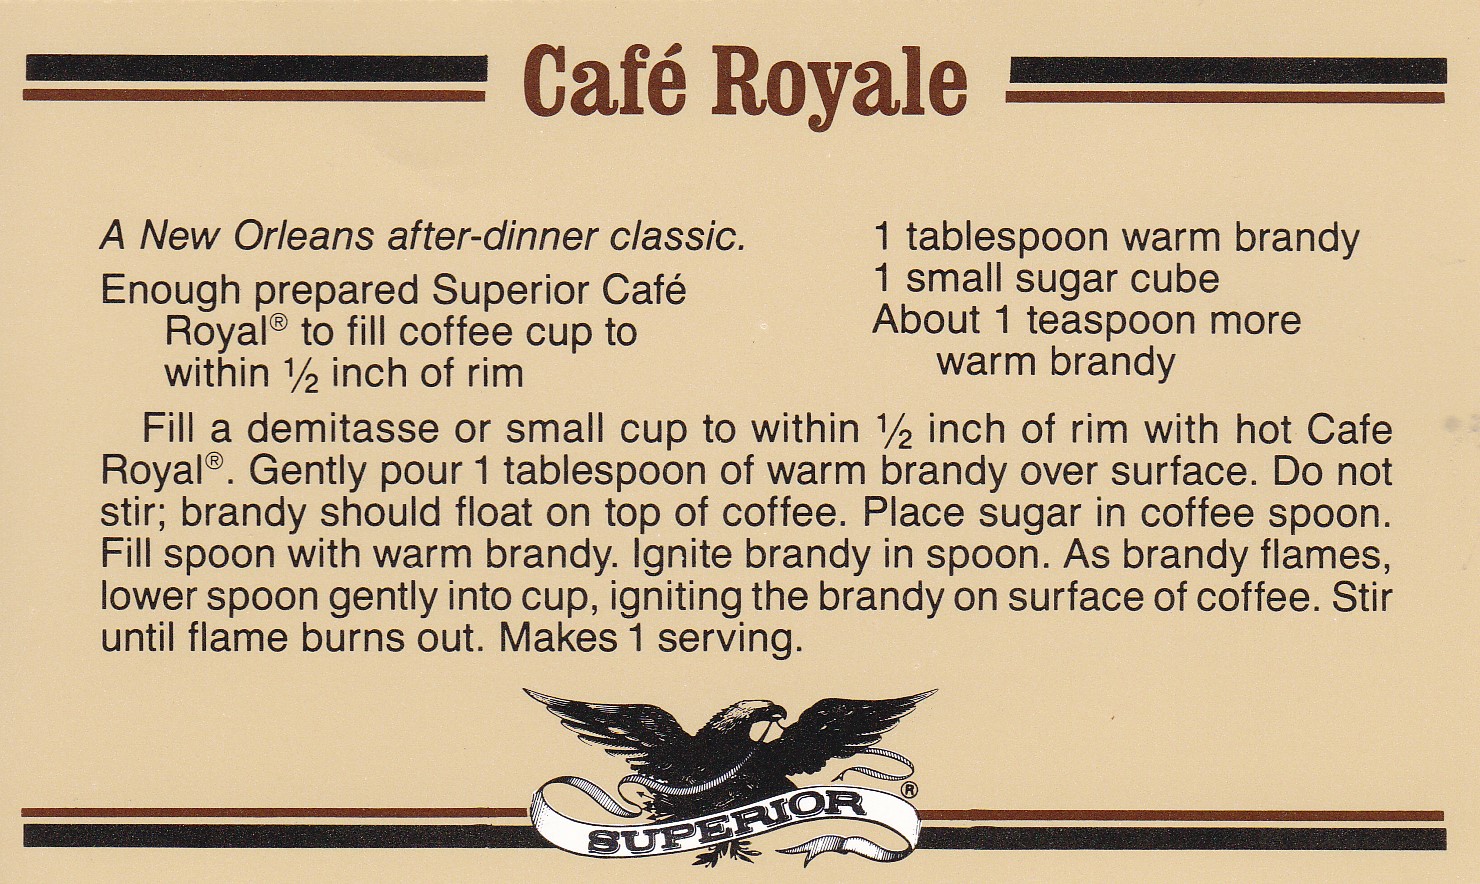 Café Royale
A New Orleans after-dinner classic.
Enough prepared Superior Café
Royal® to fill coffee cup to
within ½ inch of rim
1 tablespoon warm brandy
1 small sugar cube
About 1 teaspoon more
warm brandy
Fill a demitasse or small cup to within ½ inch of rim with hot Cafe
Royal®. Gently pour 1 tablespoon of warm brandy over surface. Do not
stir; brandy should float on top of coffee. Place sugar in coffee spoon.
Fill spoon with warm brandy. Ignite brandy in spoon. As brandy flames,
lower spoon gently into cup, igniting the brandy on surface of coffee. Stir
until flame burns out. Makes 1 serving.
SUPERIOR ®